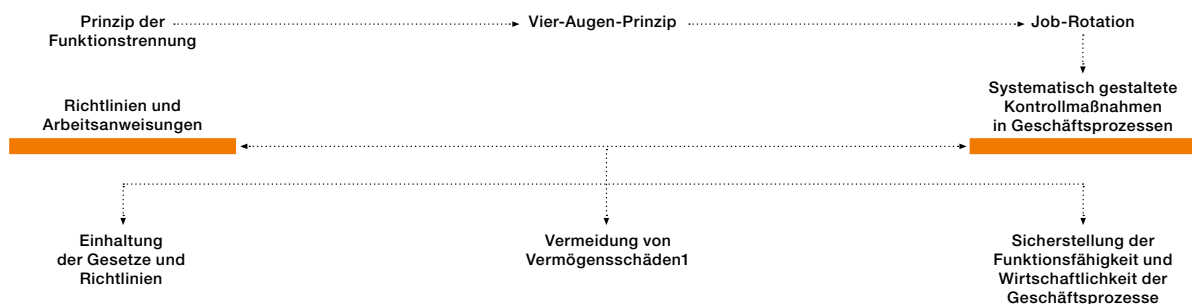 Prinzip der
Funktionstrennung
Vier-Augen-Prinzip
Job-Rotation
Richtlinien und
Arbeitsanweisungen
Systematisch gestaltete
Kontrollmaßnahmen
in Geschäftsprozessen
Einhaltung
der Gesetze und
Richtlinien
Vermeidung von
Vermögensschäden1
Sicherstellung der
Funktionsfähigkeit und
Wirtschaftlichkeit der
Geschäftsprozesse